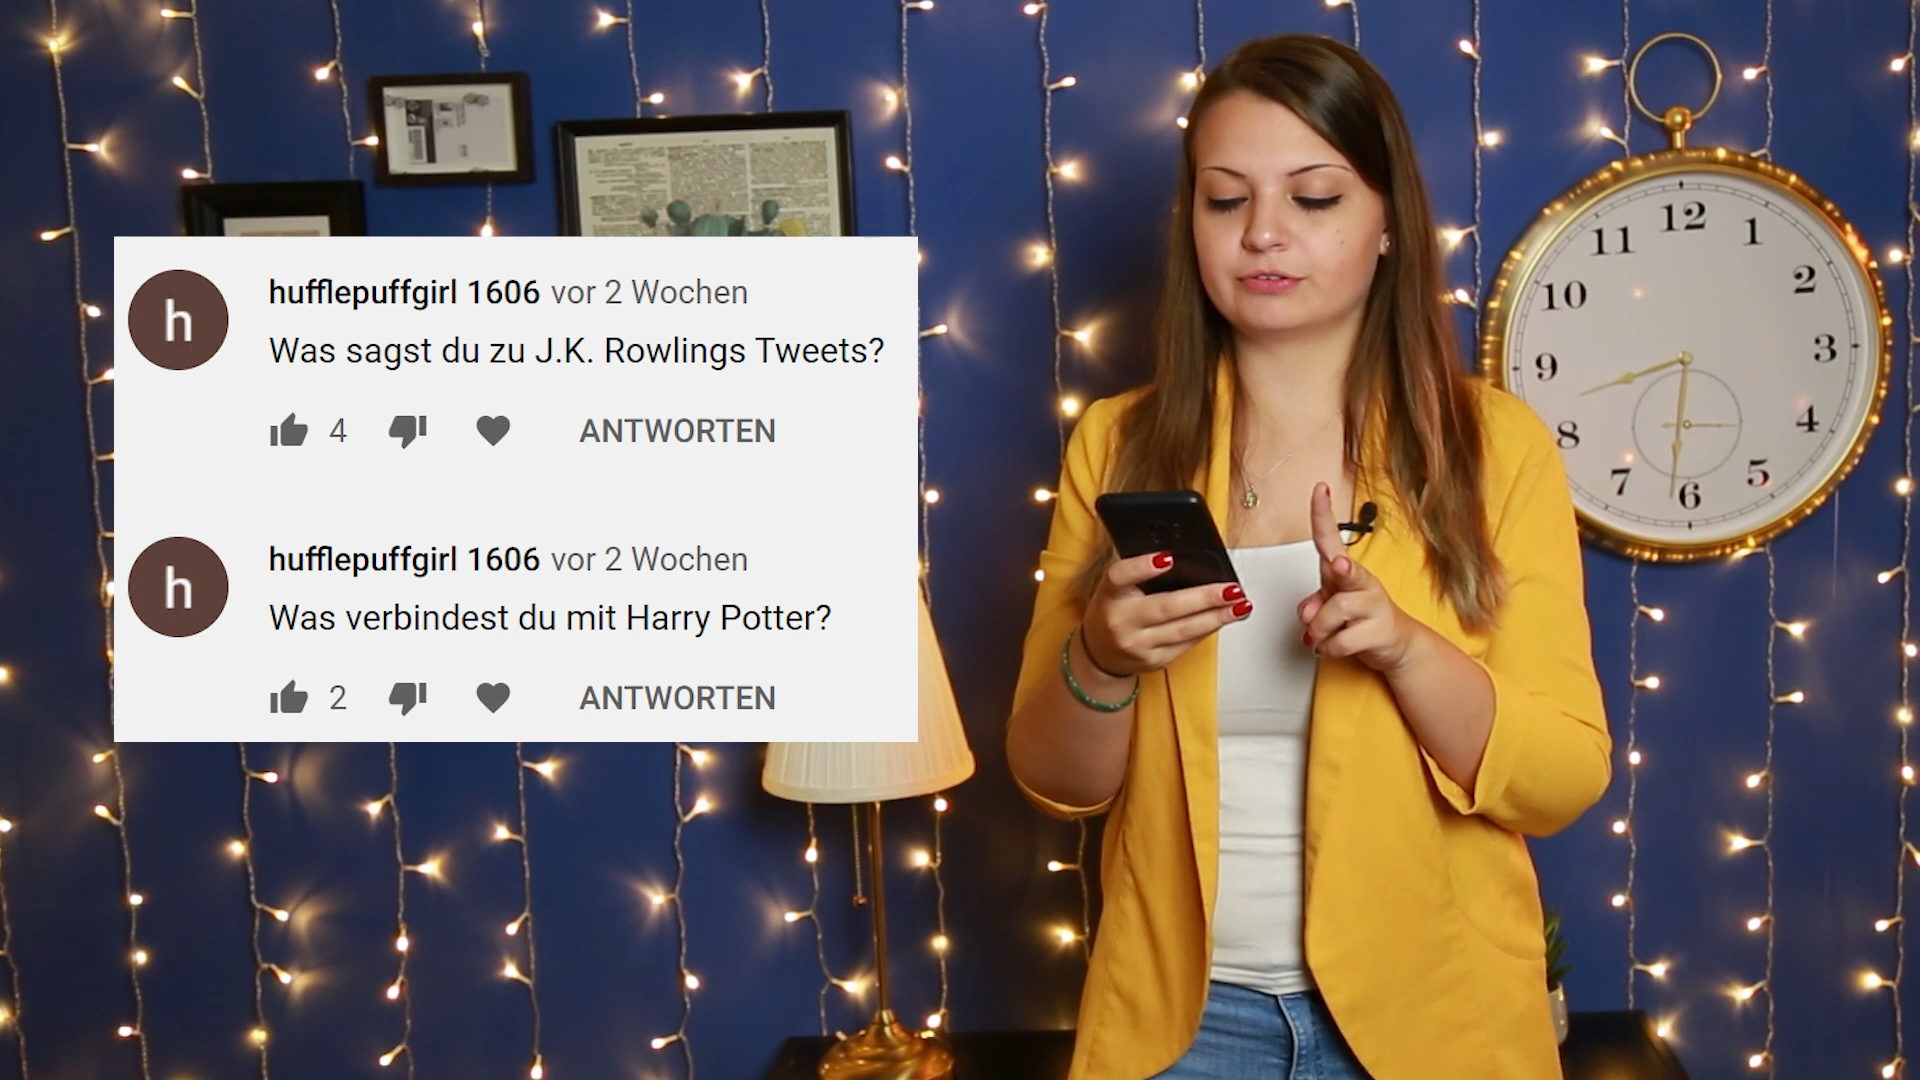 h
hufflepuffgirl 1606 vor 2 Wochen
Was sagst du zu J.K. Rowlings Tweets?
4 ANTWORTEN
h
hufflepuffgirl 1606 vor 2 Wochen
Was verbindest du mit Harry Potter?
2 ANTWORTEN
12
11 1
10 2
9 3
8 4
7 5
6